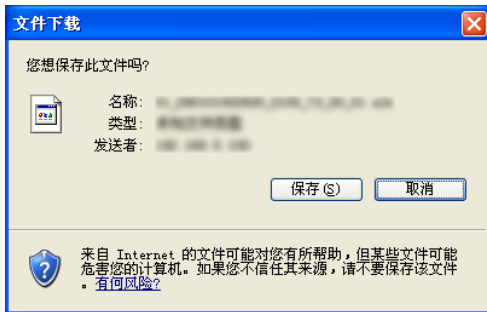 文件下载
您想保存此文件吗?
名称:
类型:
发送者:
保存(S) 取消
来自 Internet 的文件可能对您有所帮助，但某些文件可能
危害您的计算机。如果您不信任其来源，请不要保存该文件
。有何风险?